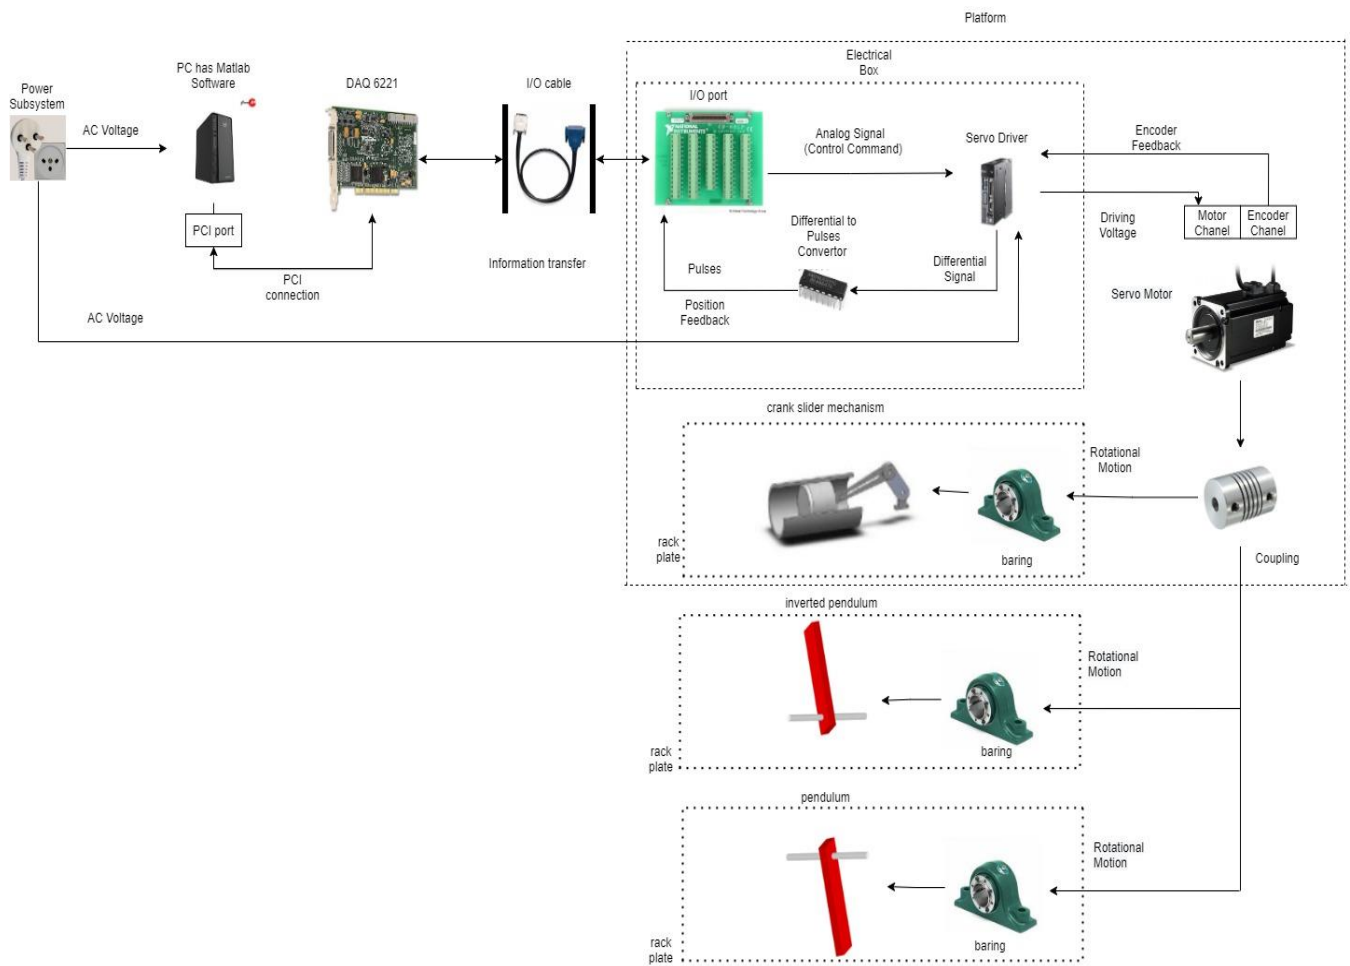 Platform
Electrical
Box
PC has Matlab
Software
DAQ 6221
I/O cable
I/O port
Power
Subsystem
AC Voltage
NATIONAL
INSTRUMENTS
Analog Signal
(Control Command)
Servo Driver
Encoder
Feedback
PCI port
Differential to
Pulses
Convertor
Driving
Voltage
Motor
Chanel
Encoder
Chanel
PCI
connection
Information transfer
Pulses
Differential
Signal
Position
Feedback
Servo Motor
AC Voltage
crank slider mechanism
Rotational
Motion
rack
plate
baring
Coupling
inverted pendulum
Rotational
Motion
rack
plate
baring
pendulum
Rotational
Motion
rack
plate
baring